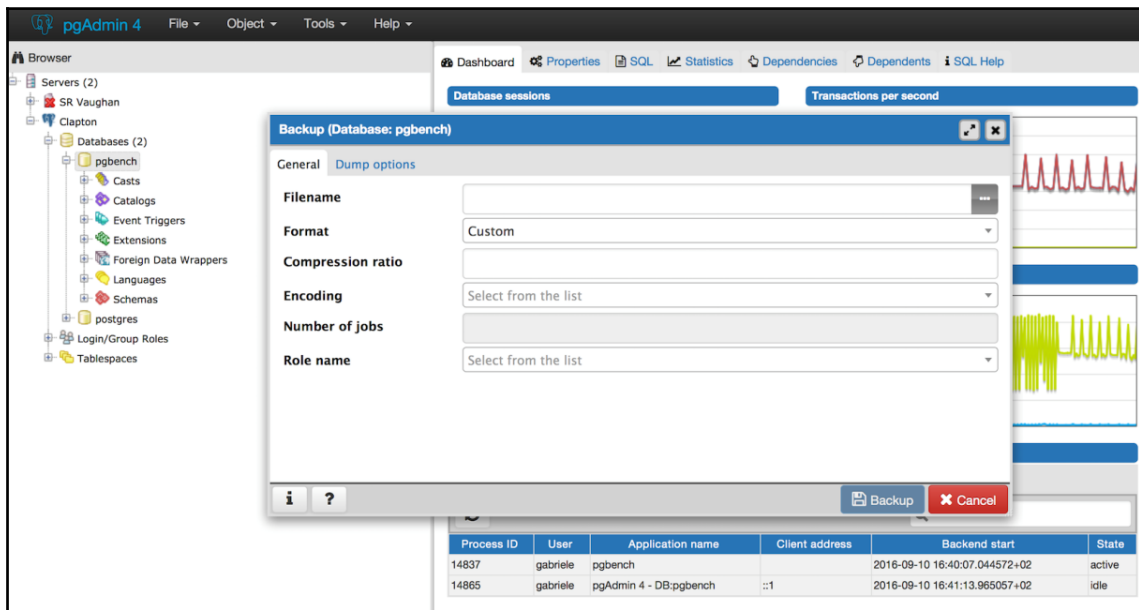 pgAdmin 4 File Object Tools Help
Browser
Dashboard Properties SQL Statistics Dependencies Dependents SQL Help
Servers (2)
SR Vaughan
Clapton
Databases (2)
pgbench
Casts
Catalogs
Event Triggers
Extensions
Foreign Data Wrappers
Languages
Schemas
postgres
Login/Group Roles
Tablespaces
Database sessions
Transactions per second
Backup (Database: pgbench)
General Dump options
Filename
Format Custom
Compression ratio
Encoding Select from the list
Number of jobs
Role name Select from the list
i ? Backup Cancel
Process ID User Application name Client address Backend start State
14837 gabriele pgbench 2016-09-10 16:40:07.044572+02 active
14865 gabriele pgAdmin 4 - DB:pgbench ::1 2016-09-10 16:41:13.965057+02 idle